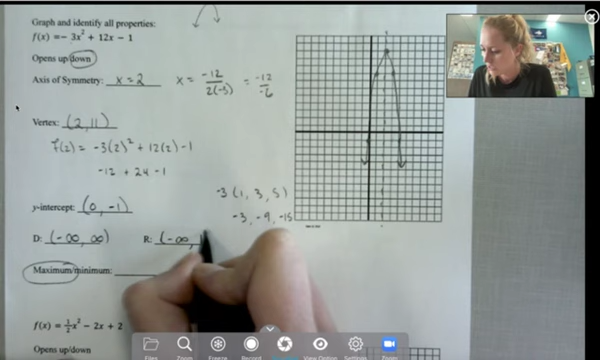 Graph and identify all properties:
f(x) = – 3x² + 12x – 1
Opens up/down
Axis of Symmetry: x = 2 x = -12 / 2(-3) = -12 / -6
Vertex: (2, 11)
f(2) = -3(2)² + 12(2) - 1
-12 + 24 - 1
-3 (1, 3, 5)
-3, -9, -15
y-intercept: (0, -1)
D: (-∞, ∞) R: (-∞, 1
Maximum/minimum:
f(x) = ½x² – 2x + 2
Opens up/down
Files Zoom Freeze Record View Option Settings Zoom